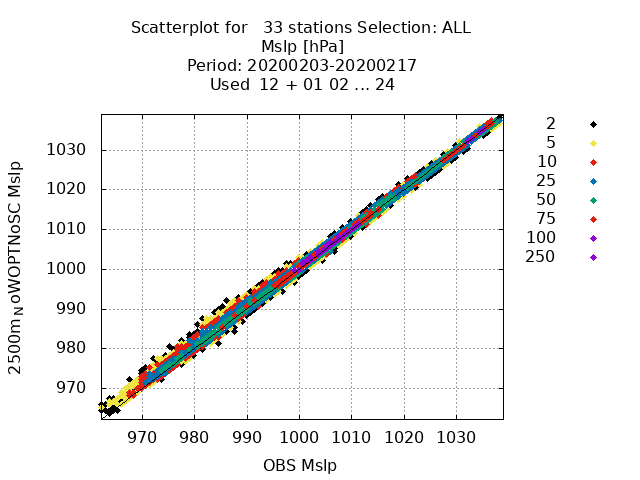 Scatterplot for   33 stations Selection: ALL
Mslp [hPa]
Period: 20200203-20200217
Used  12 + 01 02 ... 24
2
5
10
25
50
75
100
250
1030
1020
1010
1000
990
980
970
2500m_NoWOPTNoSC Mslp
970 980 990 1000 1010 1020 1030
OBS Mslp